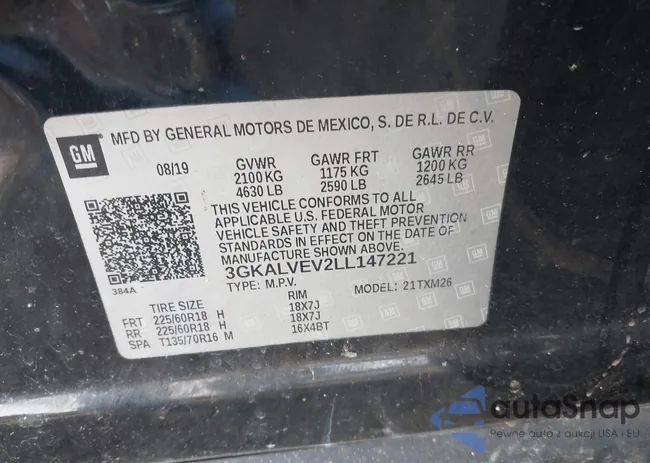 MFD BY GENERAL MOTORS DE MEXICO, S. DE R.L. DE C.V.
GM
08/19 GVWR GAWR FRT GAWR RR
2100 KG 1175 KG 1200 KG
4630 LB 2590 LB 2645 LB
THIS VEHICLE CONFORMS TO ALL
APPLICABLE U.S. FEDERAL MOTOR
VEHICLE SAFETY AND THEFT PREVENTION
STANDARDS IN EFFECT ON THE DATE OF
MANUFACTURE SHOWN ABOVE.
384A
3GKALVEV2LL147221
TYPE: M.P.V. MODEL: 21TXM26
TIRE SIZE RIM
FRT 225/60R18 H 18X7J
RR 225/60R18 H 18X7J
SPA T135/70R16 M 16X4BT
autoSnap
Pewne auto z aukcji USA i EU